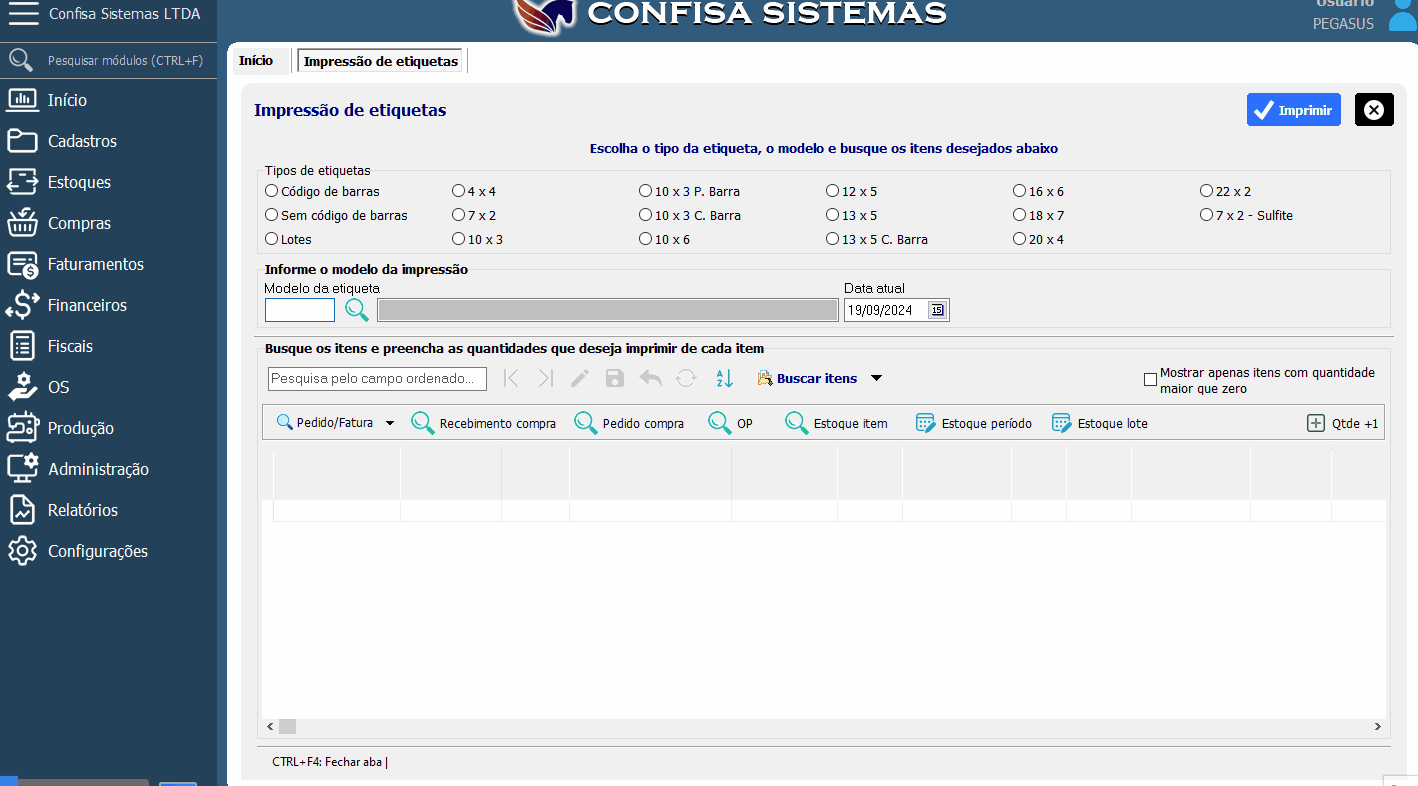 Confisa Sistemas LTDA
CONFISA SISTEMAS
Usuário
PEGASUS
Pesquisar módulos (CTRL+F)
Início
Cadastros
Estoques
Compras
Faturamentos
Financeiros
Fiscais
OS
Produção
Administração
Relatórios
Configurações
Início
Impressão de etiquetas
Impressão de etiquetas
Imprimir
Escolha o tipo da etiqueta, o modelo e busque os itens desejados abaixo
Tipos de etiquetas
Código de barras
4 x 4
10 x 3 P. Barra
12 x 5
16 x 6
22 x 2
Sem código de barras
7 x 2
10 x 3 C. Barra
13 x 5
18 x 7
7 x 2 - Sulfite
Lotes
10 x 3
10 x 6
13 x 5 C. Barra
20 x 4
Informe o modelo da impressão
Modelo da etiqueta
Data atual
19/09/2024
15
Busque os itens e preencha as quantidades que deseja imprimir de cada item
Pesquisa pelo campo ordenado...
A
Z
Buscar itens
Mostrar apenas itens com quantidade
maior que zero
Pedido/Fatura
Recebimento compra
Pedido compra
OP
Estoque item
Estoque período
Estoque lote
Qtde +1
CTRL+F4: Fechar aba |